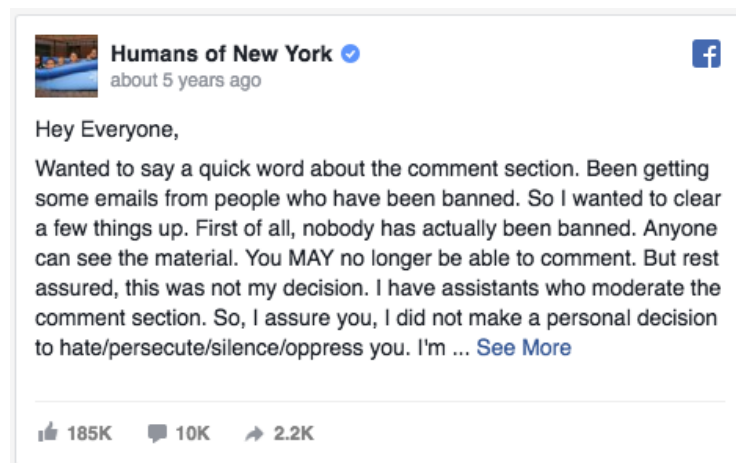 Humans of New York
about 5 years ago
Hey Everyone,
Wanted to say a quick word about the comment section. Been getting
some emails from people who have been banned. So I wanted to clear
a few things up. First of all, nobody has actually been banned. Anyone
can see the material. You MAY no longer be able to comment. But rest
assured, this was not my decision. I have assistants who moderate the
comment section. So, I assure you, I did not make a personal decision
to hate/persecute/silence/oppress you. I'm ... See More
185K 10K 2.2K